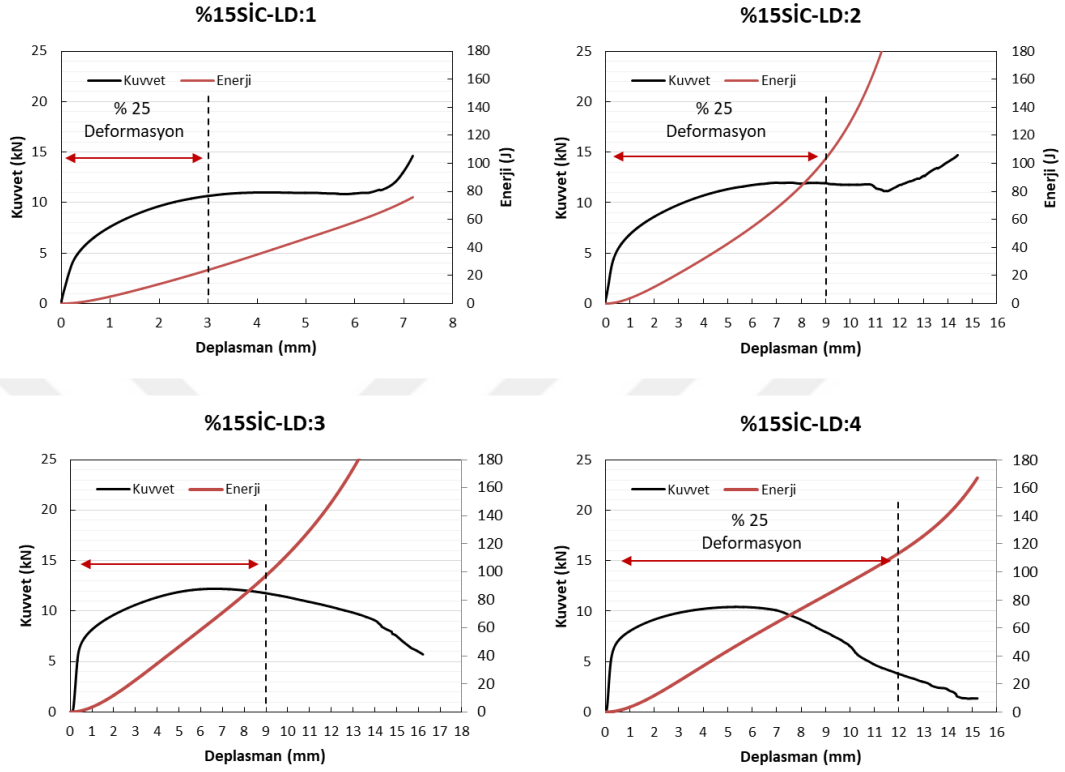 %15SİC-LD:1
25
20
15
10
5
0
Kuvvet (kN)
180
160
140
120
100
80
60
40
20
0
Enerji (J)
Kuvvet Enerji
% 25
Deformasyon
0 1 2 3 4 5 6 7 8
Deplasman (mm)
%15SİC-LD:2
25
20
15
10
5
0
Kuvvet (kN)
180
160
140
120
100
80
60
40
20
0
Enerji (J)
Kuvvet Enerji
% 25
Deformasyon
0 1 2 3 4 5 6 7 8 9 10 11 12 13 14 15 16
Deplasman (mm)
%15SİC-LD:3
25
20
15
10
5
0
Kuvvet (kN)
180
160
140
120
100
80
60
40
20
0
Kuvvet Enerji
0 1 2 3 4 5 6 7 8 9 10 11 12 13 14 15 16 17 18
Deplasman (mm)
%15SİC-LD:4
25
20
15
10
5
0
Kuvvet (kN)
180
160
140
120
100
80
60
40
20
0
Kuvvet Enerji
% 25
Deformasyon
0 1 2 3 4 5 6 7 8 9 10 11 12 13 14 15 16
Deplasman (mm)